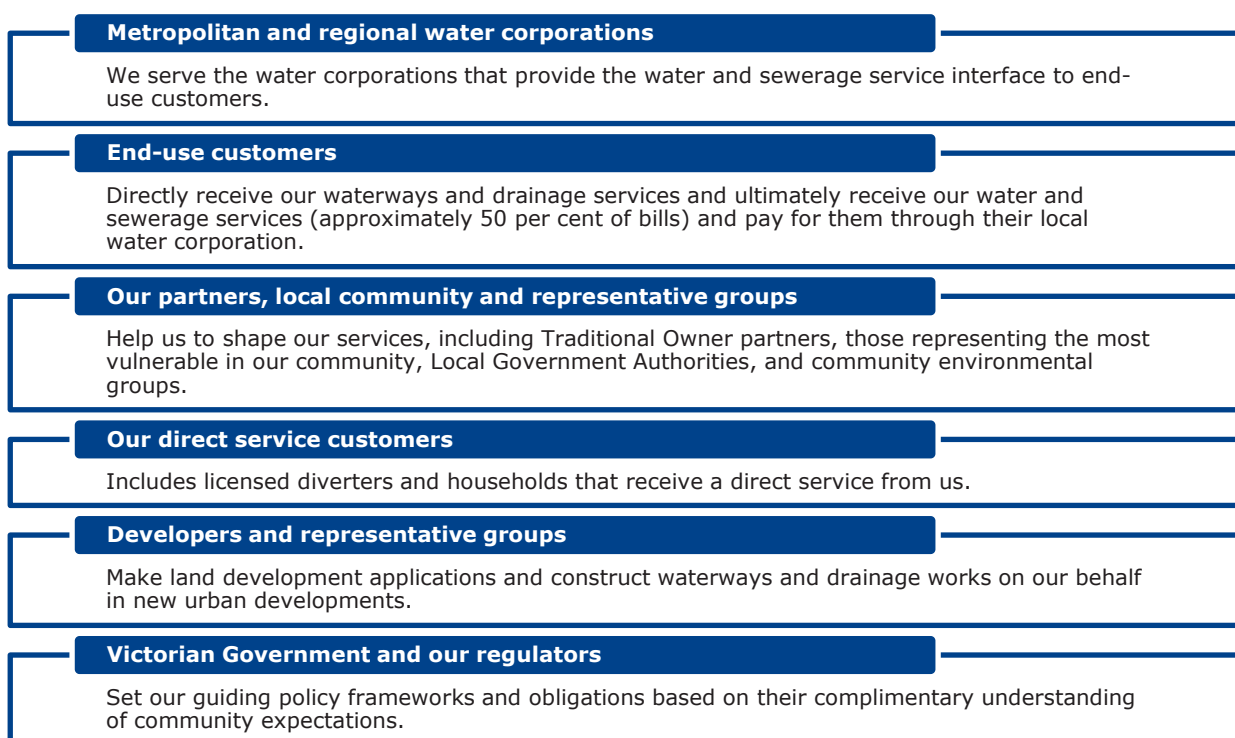 Metropolitan and regional water corporations
We serve the water corporations that provide the water and sewerage service interface to end-
use customers.
End-use customers
Directly receive our waterways and drainage services and ultimately receive our water and
sewerage services (approximately 50 per cent of bills) and pay for them through their local
water corporation.
Our partners, local community and representative groups
Help us to shape our services, including Traditional Owner partners, those representing the most
vulnerable in our community, Local Government Authorities, and community environmental
groups.
Our direct service customers
Includes licensed diverters and households that receive a direct service from us.
Developers and representative groups
Make land development applications and construct waterways and drainage works on our behalf
in new urban developments.
Victorian Government and our regulators
Set our guiding policy frameworks and obligations based on their complimentary understanding
of community expectations.